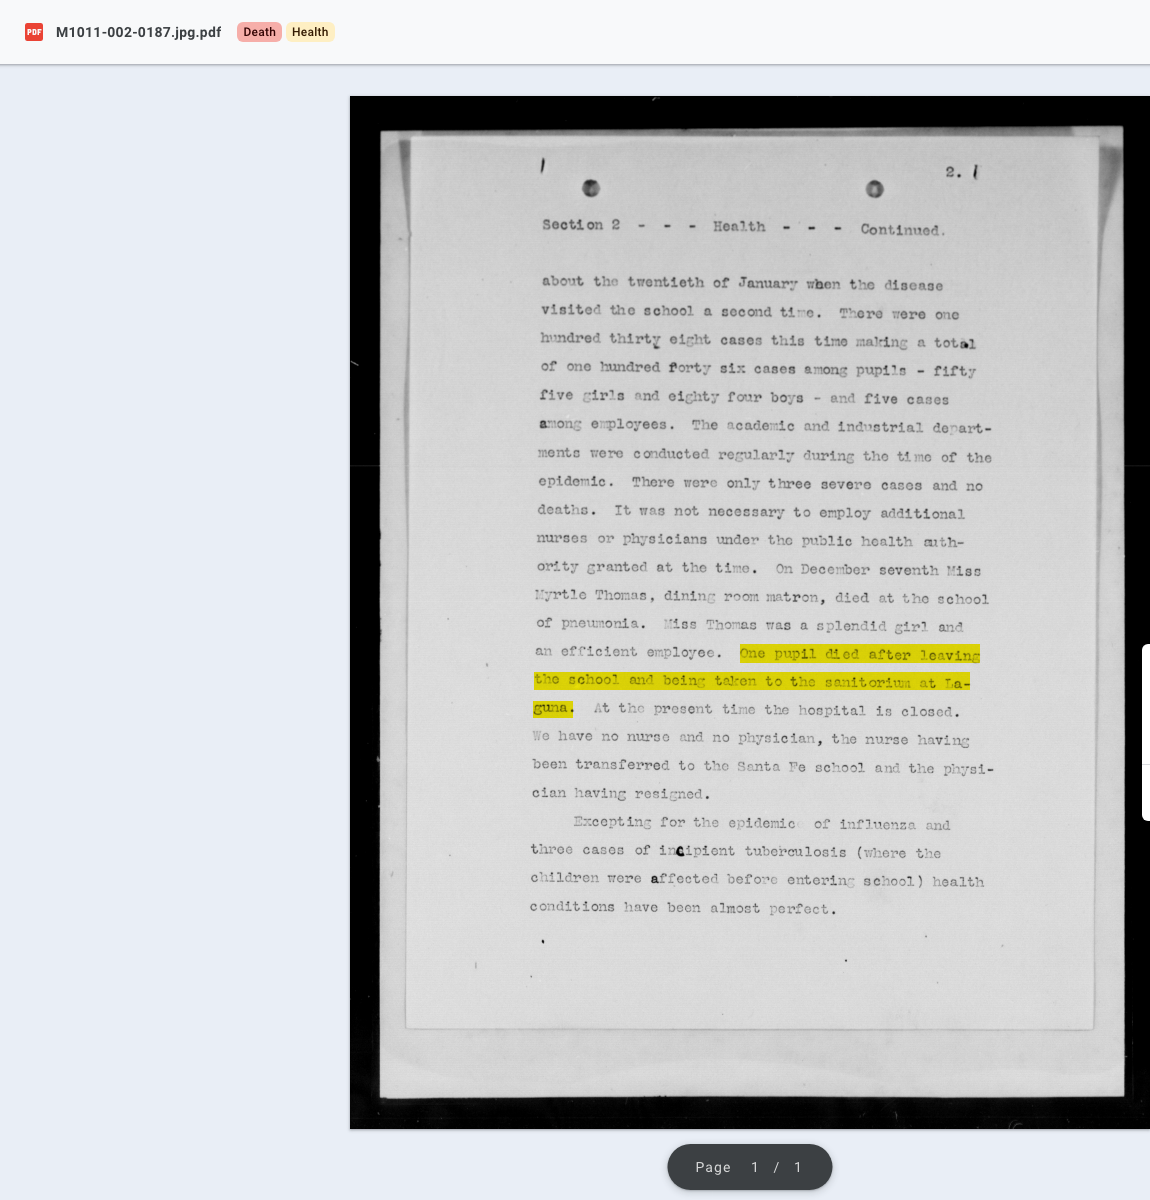 PDF M1011-002-0187.jpg.pdf Death Health
2. 1
Section 2 - - - Health - - - Continued.
about the twentieth of January when the disease
visited the school a second time. There were one
hundred thirty eight cases this time making a total
of one hundred forty six cases among pupils - fifty
five girls and eighty four boys - and five cases
among employees. The academic and industrial depart-
ments were conducted regularly during the time of the
epidemic. There were only three severe cases and no
deaths. It was not necessary to employ additional
nurses or physicians under the public health auth-
ority granted at the time. On December seventh Miss
Myrtle Thomas, dining room matron, died at the school
of pneumonia. Miss Thomas was a splendid girl and
an efficient employee. One pupil died after leaving
the school and being taken to the sanitorium at La-
guna. At the present time the hospital is closed.
We have no nurse and no physician, the nurse having
been transferred to the Santa Fe school and the physi-
cian having resigned.
Excepting for the epidemic of influenza and
three cases of incipient tuberculosis (where the
children were affected before entering school) health
conditions have been almost perfect.
Page 1 / 1